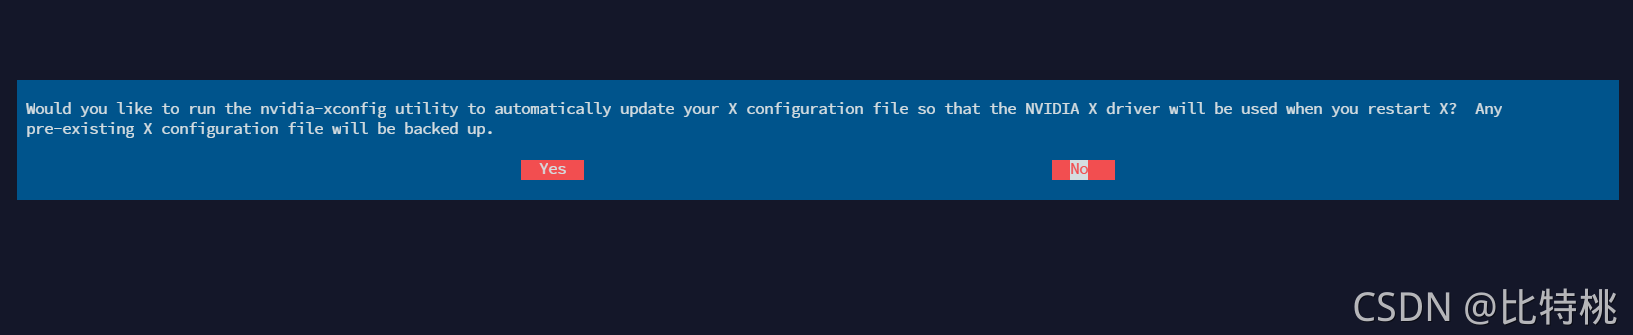 Would you like to run the nvidia-xconfig utility to automatically update your X configuration file so that the NVIDIA X driver will be used when you restart X?  Any
pre-existing X configuration file will be backed up.
Yes No
CSDN @比特桃